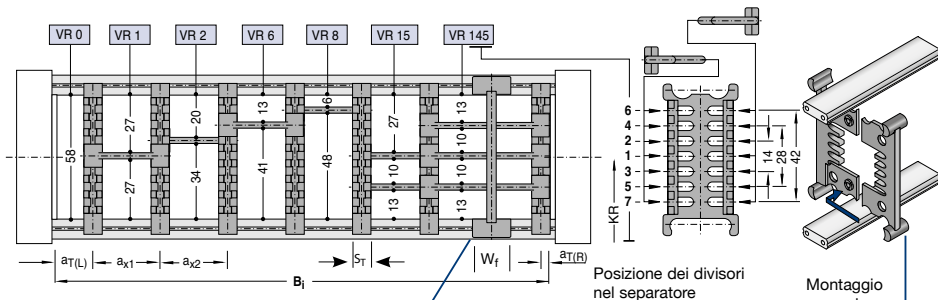 VR 0
VR 1
VR 2
VR 6
VR 8
VR 15
VR 145
58
27
27
20
34
13
41
6
48
27
10
13
13
10
10
13
6
4
2
1
3
5
7
14
28
42
KR
aT(L)
ax1
ax2
ST
Wf
aT(R)
Bi
Posizione dei divisori
nel separatore
Montaggio